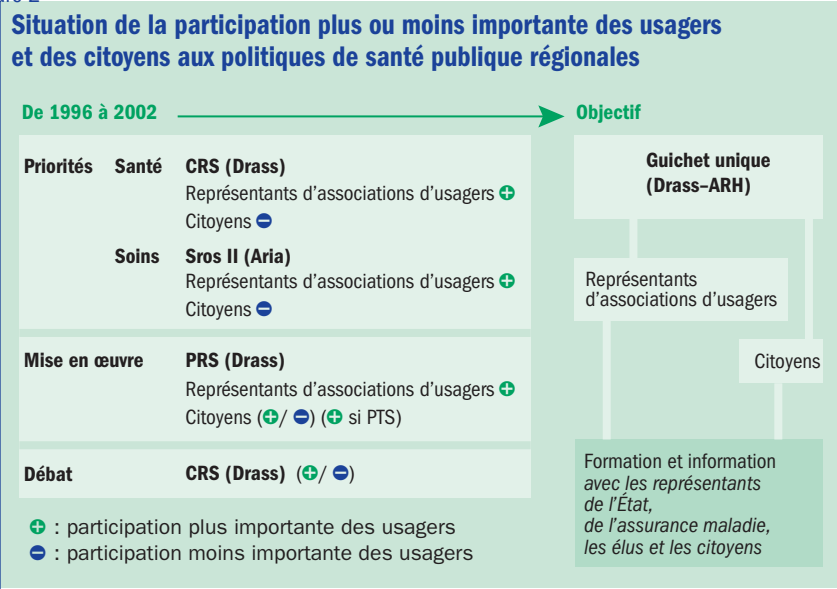 Situation de la participation plus ou moins importante des usagers
et des citoyens aux politiques de santé publique régionales
De 1996 à 2002
Objectif
Priorités Santé CRS (Drass)
Représentants d'associations d'usagers +
Citoyens –
Soins Sros II (Aria)
Représentants d'associations d'usagers +
Citoyens –
Mise en œuvre PRS (Drass)
Représentants d'associations d'usagers +
Citoyens (+/ –) (+ si PTS)
Débat CRS (Drass) (+/ –)
+ : participation plus importante des usagers
– : participation moins importante des usagers
Guichet unique
(Drass–ARH)
Représentants
d'associations d'usagers
Citoyens
Formation et information
avec les représentants
de l'État,
de l'assurance maladie,
les élus et les citoyens